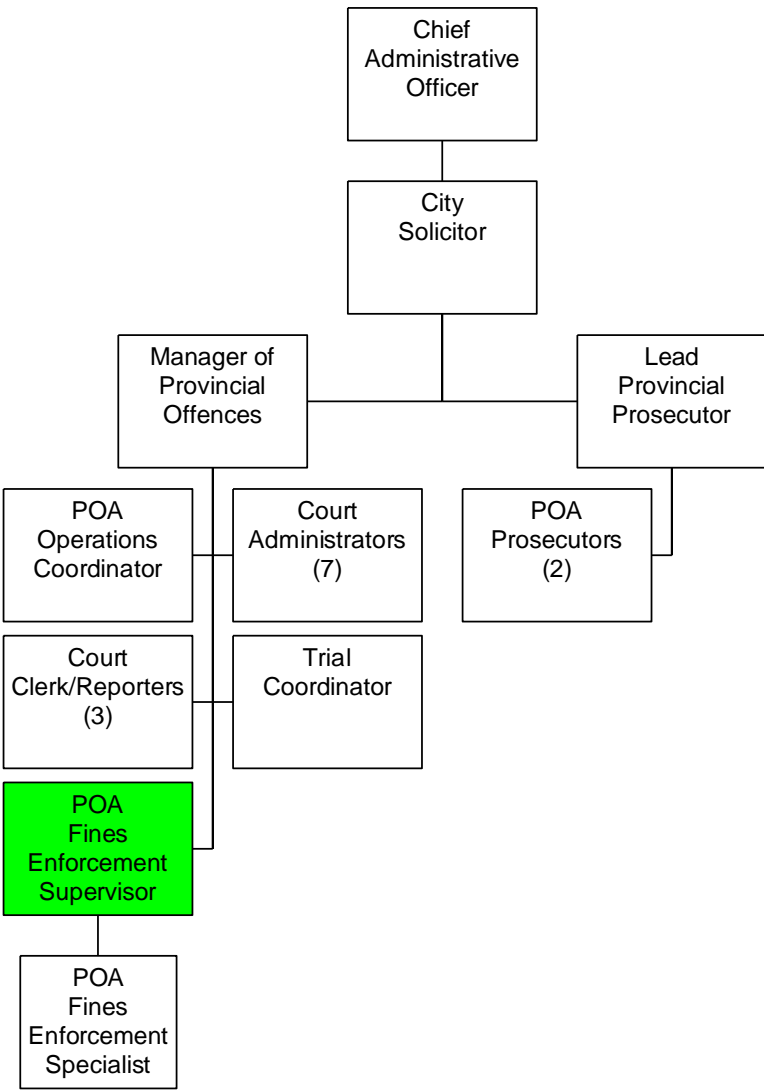 Chief
Administrative
Officer
City
Solicitor
Manager of
Provincial
Offences
Lead
Provincial
Prosecutor
POA
Operations
Coordinator
Court
Administrators
(7)
POA
Prosecutors
(2)
Court
Clerk/Reporters
(3)
Trial
Coordinator
POA
Fines
Enforcement
Supervisor
POA
Fines
Enforcement
Specialist